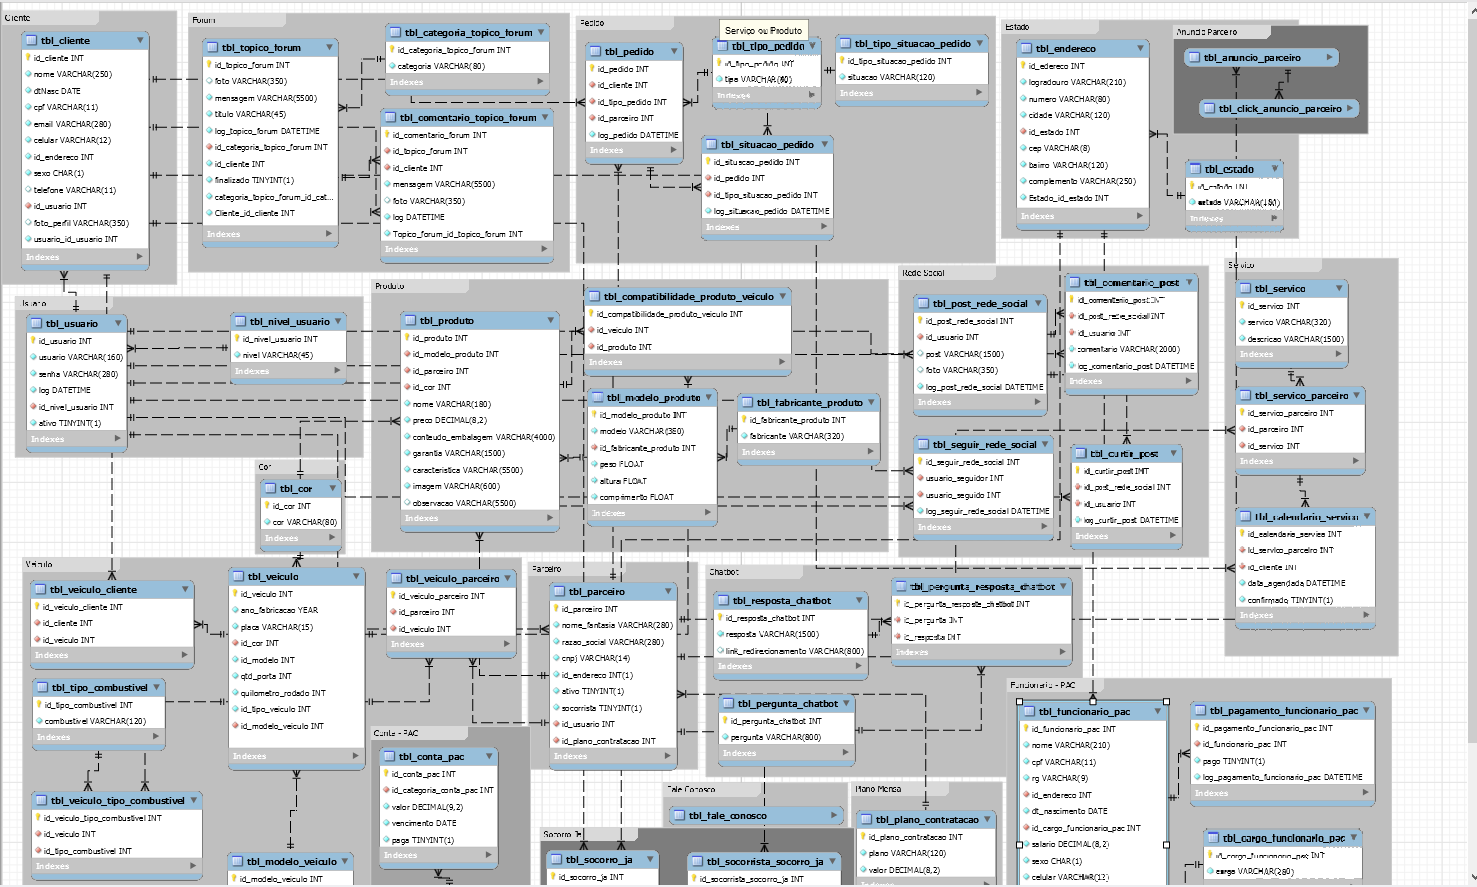 Cliente
tbl_cliente
id_cliente INT
nome VARCHAR(250)
dtNasc DATE
cpf VARCHAR(11)
email VARCHAR(280)
celular VARCHAR(12)
id_endereco INT
sexo CHAR(1)
telefone VARCHAR(11)
id_usuario INT
foto_perfil VARCHAR(350)
usuario_id_usuario INT
Indexes
Forum
tbl_topico_forum
id_topico_forum INT
foto VARCHAR(350)
mensagem VARCHAR(5500)
titulo VARCHAR(45)
log_topico_forum DATETIME
id_categoria_topico_forum INT
id_cliente INT
finalizado TINYINT(1)
categoria_topico_forum_id_cat...
Cliente_id_cliente INT
Indexes
tbl_categoria_topico_forum
id_categoria_topico_forum INT
categoria VARCHAR(80)
Indexes
tbl_comentario_topico_forum
id_comentario_forum INT
id_topico_forum INT
id_cliente INT
mensagem VARCHAR(5500)
foto VARCHAR(350)
log DATETIME
Topico_forum_id_topico_forum INT
Indexes
Pedido
tbl_pedido
id_pedido INT
id_cliente INT
id_tipo_pedido INT
id_parceiro INT
log_pedido DATETIME
Indexes
Serviço ou Produto
tbl_tipo_pedido
id_tipo_pedido INT
tipo VARCHAR(80)
Indexes
tbl_tipo_situacao_pedido
id_tipo_situacao_pedido INT
situacao VARCHAR(120)
Indexes
tbl_situacao_pedido
id_situcao_pedido INT
id_pedido INT
id_tipo_situacao_pedido INT
log_situacao_pedido DATETIME
Indexes
Estado
tbl_endereco
id_edereco INT
logradouro VARCHAR(210)
numero VARCHAR(80)
cidade VARCHAR(120)
id_estado INT
cep VARCHAR(8)
bairro VARCHAR(120)
complemento VARCHAR(250)
Estado_id_estado INT
Indexes
Anuncio Parceiro
tbl_anuncio_parceiro
tbl_click_anuncio_parceiro
tbl_estado
id_estado INT
estado VARCHAR(150)
Indexes
Usuario
tbl_usuario
id_usuario INT
usuario VARCHAR(160)
senha VARCHAR(280)
log DATETIME
id_nivel_usuario INT
ativo TINYINT(1)
Indexes
tbl_nivel_usuario
id_nivel_usuario INT
nivel VARCHAR(45)
Indexes
Produto
tbl_produto
id_produto INT
id_modelo_produto INT
id_parceiro INT
id_cor INT
nome VARCHAR(180)
preco DECIMAL(8,2)
conteudo_embalagem VARCHAR(4000)
garantia VARCHAR(1500)
caracteristica VARCHAR(5500)
imagem VARCHAR(600)
observacao VARCHAR(5500)
Indexes
tbl_compatibilidade_produto_veiculo
id_compatibilidade_produto_veiculo INT
id_veiculo INT
id_produto INT
Indexes
tbl_modelo_produto
id_modelo_produto INT
modelo VARCHAR(350)
id_fabricante_produto INT
peso FLOAT
altura FLOAT
comprimento FLOAT
Indexes
tbl_fabricante_produto
id_fabricante_produto INT
fabricante VARCHAR(320)
Indexes
Rede Social
tbl_post_rede_social
id_post_rede_social INT
id_usuario INT
post VARCHAR(1500)
foto VARCHAR(350)
log_post_rede_social DATETIME
Indexes
tbl_comentario_post
id_comentario_post INT
id_post_rede_social INT
id_usuario INT
comentario VARCHAR(2000)
log_comentario_post DATETIME
Indexes
tbl_seguir_rede_social
id_seguir_rede_social INT
usuario_seguidor INT
usuario_seguido INT
log_seguir_rede_social DATETIME
Indexes
tbl_curtir_post
id_curtir_post INT
id_post_rede_social INT
id_usuario INT
log_curtir_post DATETIME
Indexes
Servico
tbl_servico
id_servico INT
servico VARCHAR(320)
descricao VARCHAR(1500)
Indexes
tbl_servico_parceiro
id_servico_parceiro INT
id_parceiro INT
id_servico INT
Indexes
tbl_calendario_servico
id_calendario_servico INT
id_servico_parceiro INT
id_cliente INT
data_agendada DATETIME
confirmado TINYINT(1)
Indexes
Cor
tbl_cor
id_cor INT
cor VARCHAR(80)
Indexes
Veiculo
tbl_veiculo_cliente
id_veiculo_cliente INT
id_cliente INT
id_veiculo INT
Indexes
tbl_tipo_combustivel
id_tipo_combustivel INT
combustivel VARCHAR(120)
Indexes
tbl_veiculo_tipo_combustivel
id_veiculo_tipo_combustivel INT
id_veiculo INT
id_tipo_combustivel INT
Indexes
tbl_veiculo
id_veiculo INT
ano_fabricacao YEAR
placa VARCHAR(15)
id_cor INT
id_modelo INT
qtd_porta INT
quilometro_rodado INT
id_tipo_veiculo INT
id_modelo_veiculo INT
Indexes
tbl_modelo_veiculo
id_modelo_veiculo INT
tbl_veiculo_parceiro
id_veiculo_parceiro INT
id_parceiro INT
id_veiculo INT
Indexes
Conta - PAC
tbl_conta_pac
id_conta_pac INT
id_categoria_conta_pac INT
valor DECIMAL(9,2)
vencimento DATE
paga TINYINT(1)
Indexes
Parceiro
tbl_parceiro
id_parceiro INT
nome_fantasia VARCHAR(280)
razao_social VARCHAR(280)
cnpj VARCHAR(14)
id_endereco INT(1)
ativo TINYINT(1)
socorrista TINYINT(1)
id_usuario INT
id_plano_contratacao INT
Indexes
Chatbot
tbl_resposta_chatbot
id_resposta_chatbot INT
resposta VARCHAR(1500)
link_redirecionamento VARCHAR(800)
Indexes
tbl_pergunta_resposta_chatbot
id_pergunta_resposta_chatbot INT
id_pergunta INT
id_resposta INT
Indexes
tbl_pergunta_chatbot
id_pergunta_chatbot INT
pergunta VARCHAR(800)
Indexes
Fale Conosco
tbl_fale_conosco
Socorro Ja
tbl_socorro_ja
id_socorro_ja INT
tbl_socorrista_socorro_ja
id_socorrista_socorro_ja INT
Plano Mensa
tbl_plano_contratacao
id_plano_contratacao INT
plano VARCHAR(120)
valor DECIMAL(8,2)
Funcionario - PAC
tbl_funcionario_pac
id_funcionario_pac INT
nome VARCHAR(210)
cpf VARCHAR(11)
rg VARCHAR(9)
id_endereco INT
dt_nascimento DATE
id_cargo_funcionario_pac INT
salario DECIMAL(8,2)
sexo CHAR(1)
celular VARCHAR(12)
tbl_pagamento_funcionario_pac
id_pagamento_funcionario_pac INT
id_funcionario_pac INT
pago TINYINT(1)
log_pagamento_funcionario_pac DATETIME
Indexes
tbl_cargo_funcionario_pac
id_cargo_funcionario_pac INT
cargo VARCHAR(280)